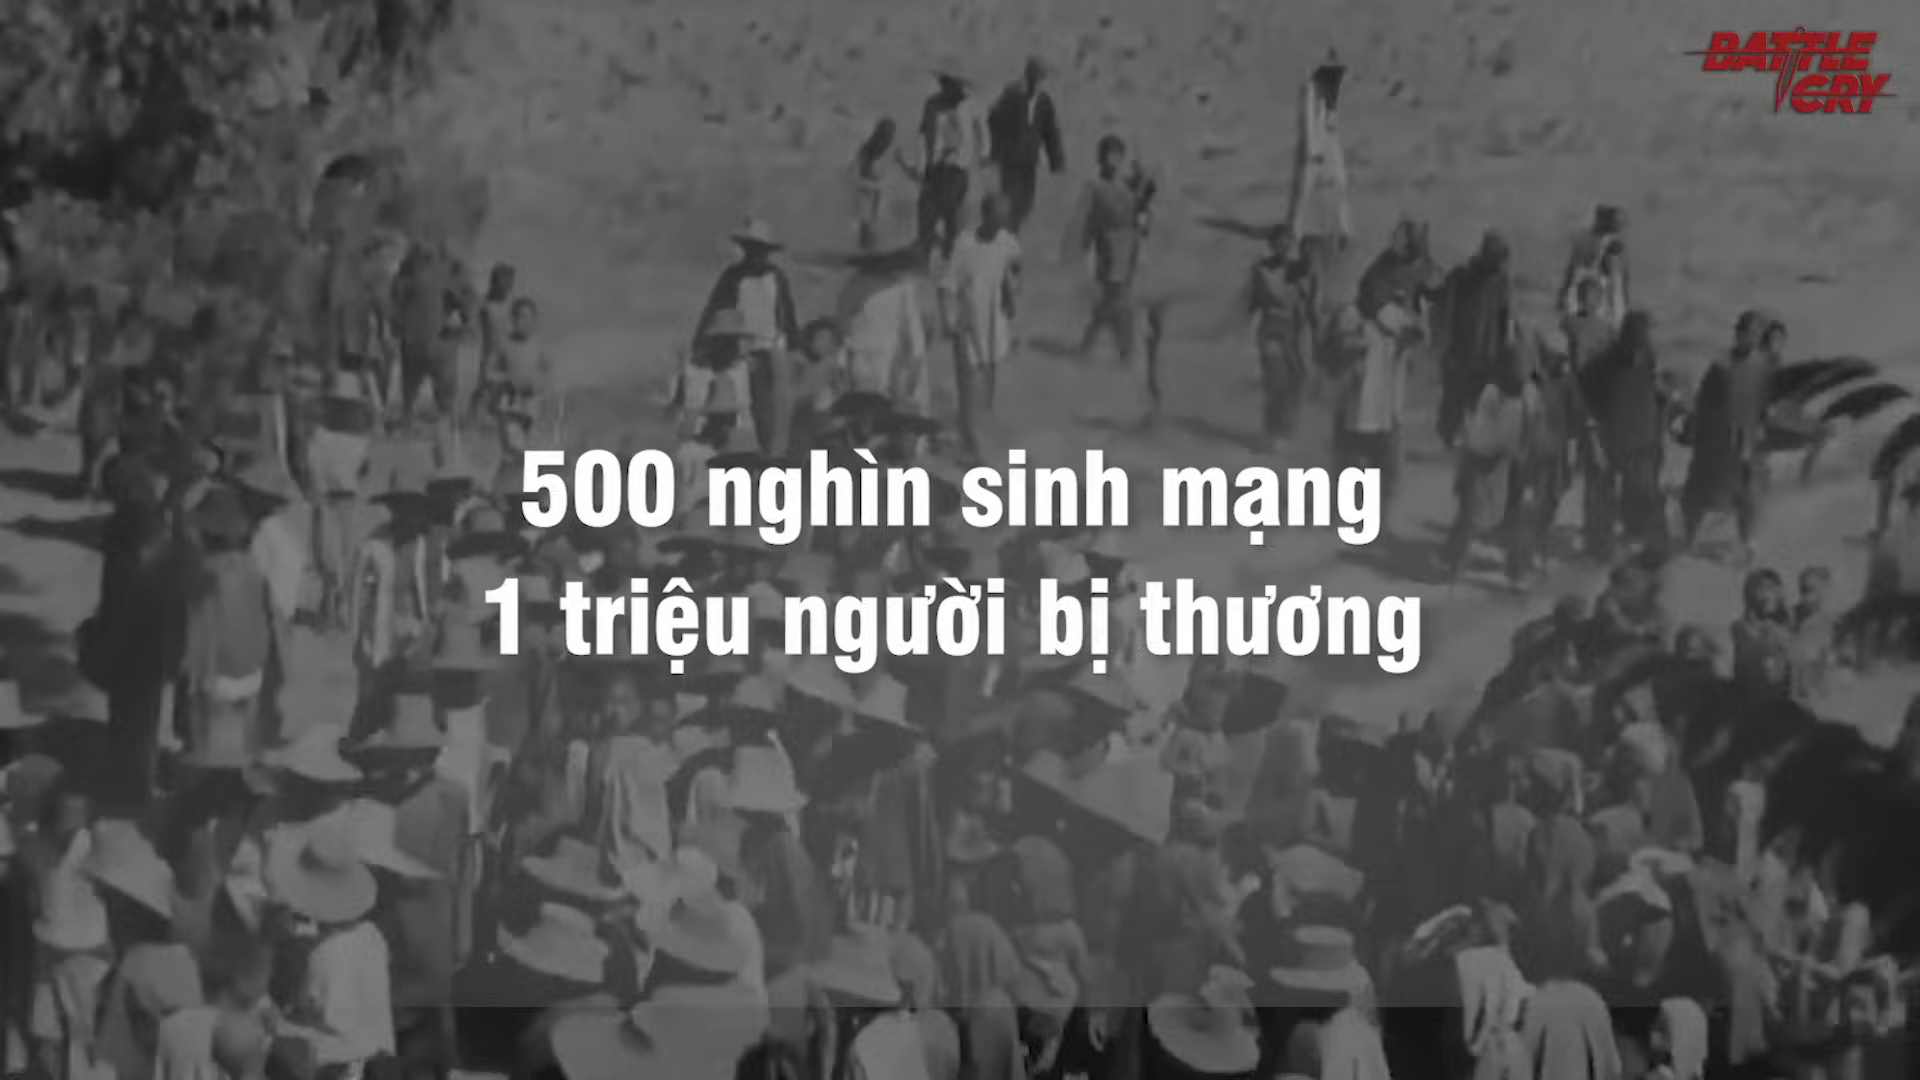 BATTLE
CRY
500 nghìn sinh mạng
1 triệu người bị thương